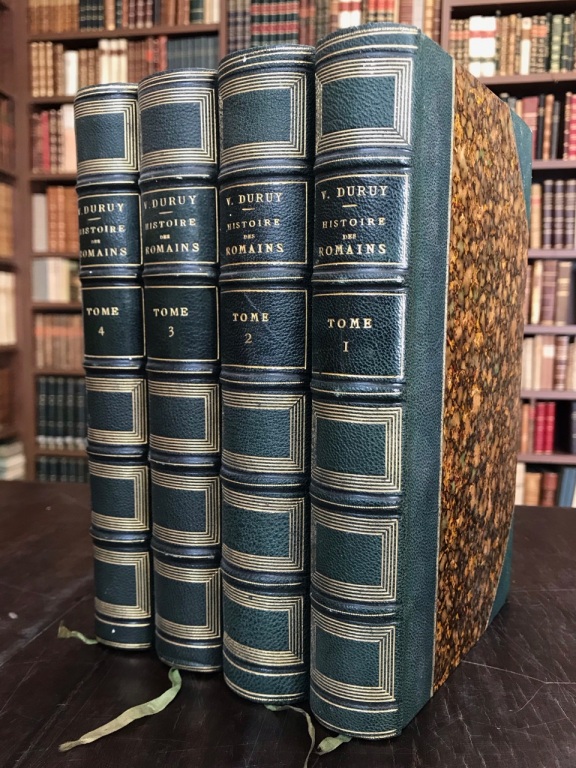 V. DURUY
HISTOIRE
DES
ROMAINS
TOME
4
V. DURUY
HISTOIRE
DES
ROMAINS
TOME
3
V. DURUY
HISTOIRE
DES
ROMAINS
TOME
2
V. DURUY
HISTOIRE
DES
ROMAINS
TOME
1